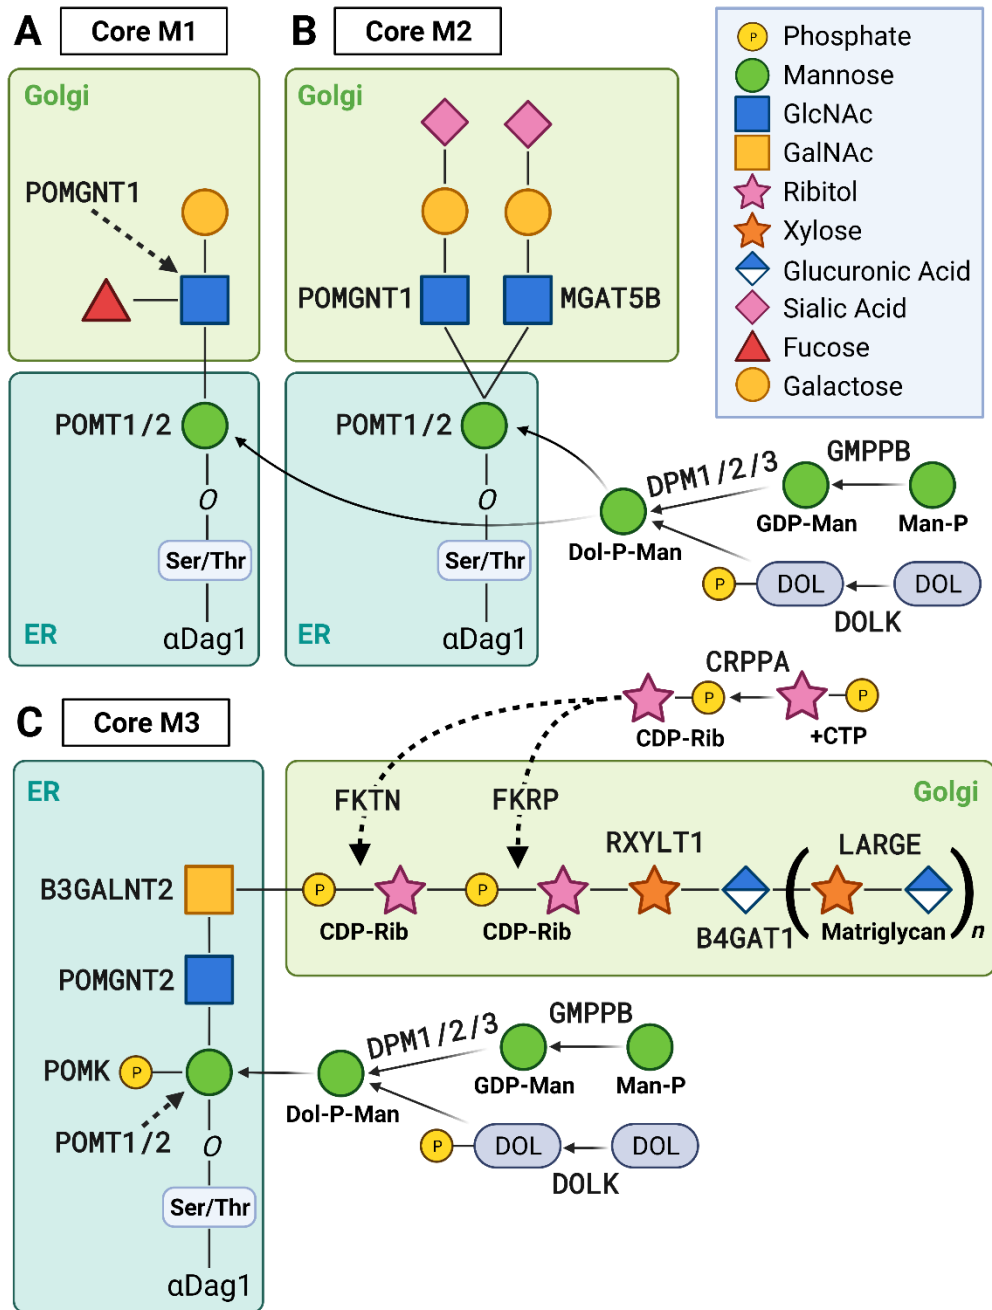 A
Core M1
Golgi
POMGNT1
POMT1/2
O
Ser/Thr
ER
αDag1
B
Core M2
Golgi
POMGNT1
MGAT5B
POMT1/2
O
Ser/Thr
ER
αDag1
P Phosphate
Mannose
GlcNAc
GalNAc
Ribitol
Xylose
Glucuronic Acid
Sialic Acid
Fucose
Galactose
GMPPB
DPM1/2/3
GDP-Man
Man-P
Dol-P-Man
P DOL DOL
DOLK
CRPPA
P P
CDP-Rib
+CTP
C
Core M3
ER
B3GALNT2
POMGNT2
POMK P
POMT1/2
O
Ser/Thr
αDag1
Golgi
FKTN
FKRP
RXYLT1
LARGE
P P
CDP-Rib
CDP-Rib
B4GAT1
( Matriglycan )n
GMPPB
DPM1/2/3
GDP-Man
Man-P
Dol-P-Man
P DOL DOL
DOLK